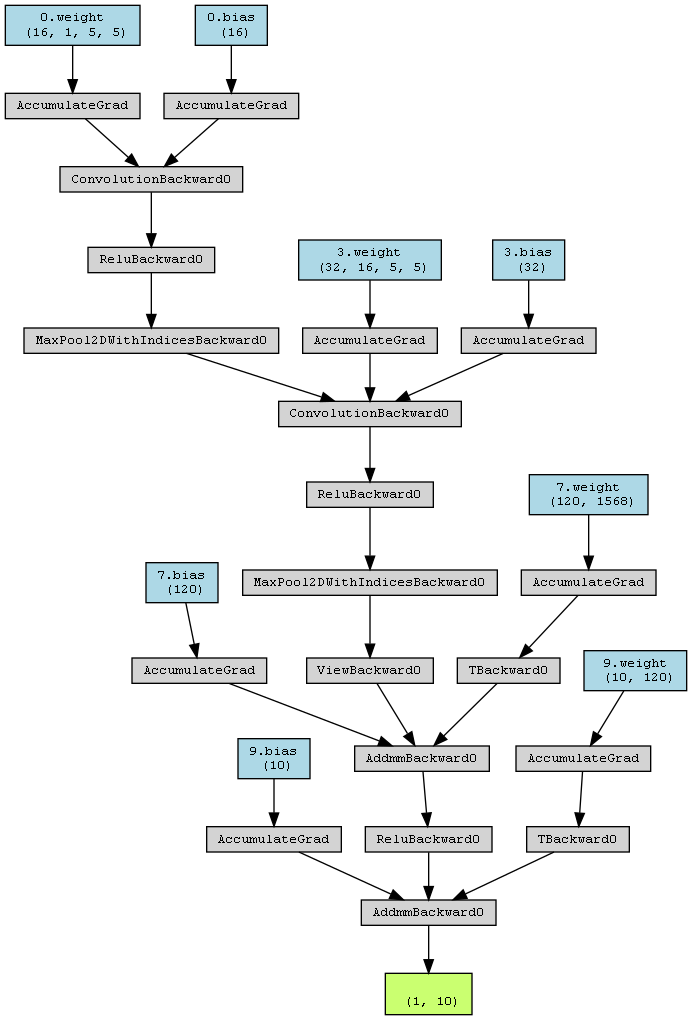 0.weight
(16, 1, 5, 5)
0.bias
(16)
AccumulateGrad
AccumulateGrad
ConvolutionBackward0
ReluBackward0
3.weight
(32, 16, 5, 5)
3.bias
(32)
MaxPool2DWithIndicesBackward0
AccumulateGrad
AccumulateGrad
ConvolutionBackward0
ReluBackward0
7.weight
(120, 1568)
7.bias
(120)
MaxPool2DWithIndicesBackward0
AccumulateGrad
AccumulateGrad
ViewBackward0
TBackward0
9.weight
(10, 120)
9.bias
(10)
AddmmBackward0
AccumulateGrad
AccumulateGrad
ReluBackward0
TBackward0
AddmmBackward0
(1, 10)